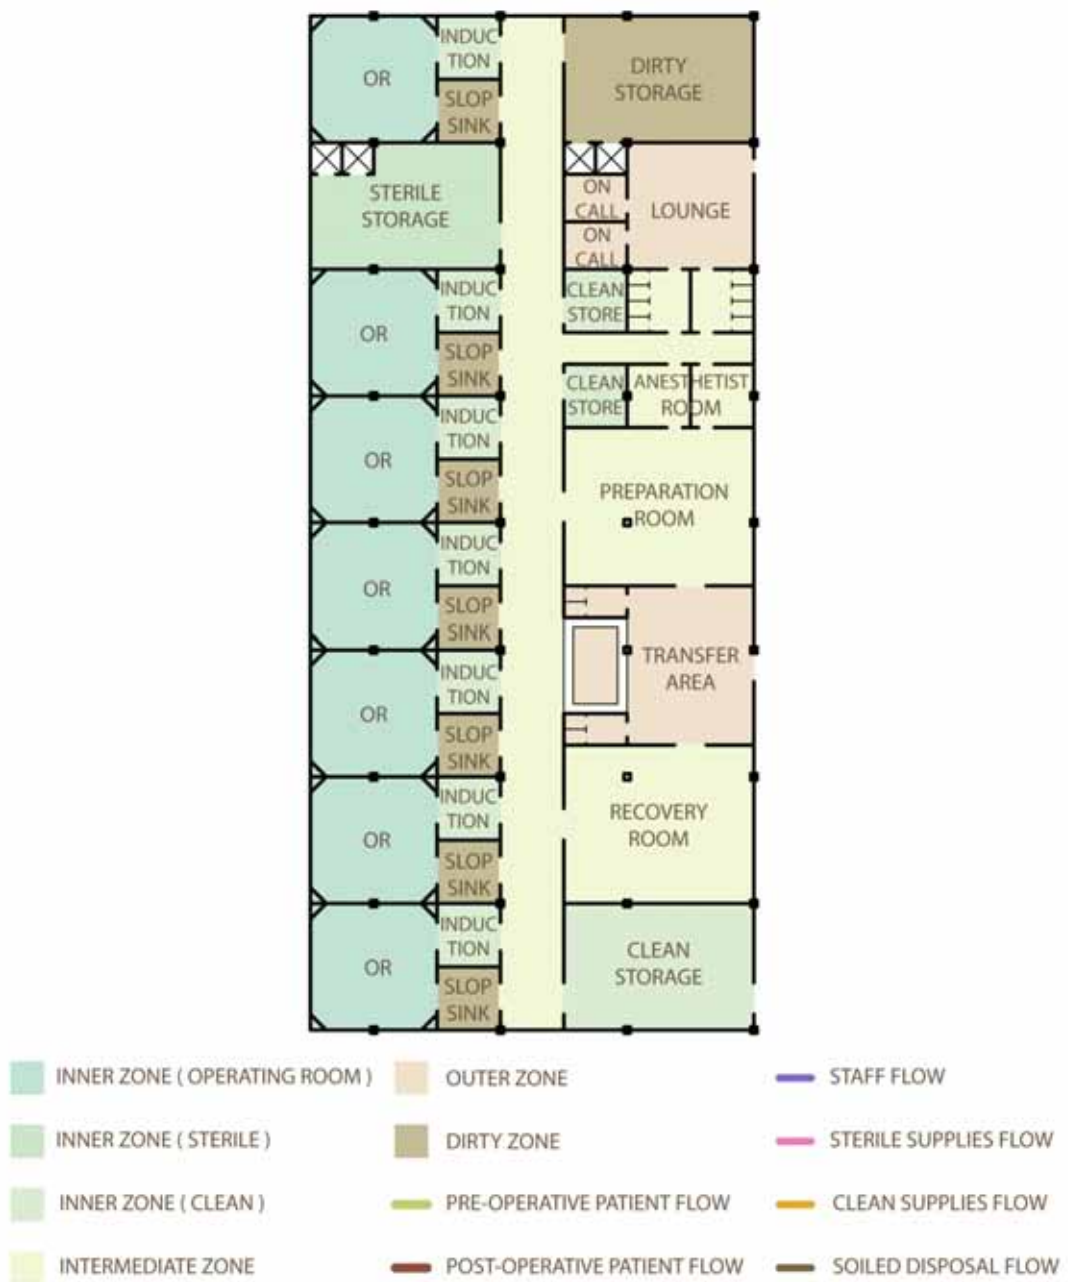 OR
INDUC
TION
SLOP
SINK
DIRTY
STORAGE
STERILE
STORAGE
ON
CALL
ON
CALL
LOUNGE
OR
INDUC
TION
SLOP
SINK
CLEAN
STORE
CLEAN
STORE
ANESTHETIST
ROOM
OR
INDUC
TION
SLOP
SINK
PREPARATION
ROOM
OR
INDUC
TION
SLOP
SINK
TRANSFER
AREA
OR
INDUC
TION
SLOP
SINK
OR
INDUC
TION
SLOP
SINK
RECOVERY
ROOM
OR
INDUC
TION
SLOP
SINK
CLEAN
STORAGE
INNER ZONE ( OPERATING ROOM )
INNER ZONE ( STERILE )
INNER ZONE ( CLEAN )
INTERMEDIATE ZONE
OUTER ZONE
DIRTY ZONE
PRE-OPERATIVE PATIENT FLOW
POST-OPERATIVE PATIENT FLOW
STAFF FLOW
STERILE SUPPLIES FLOW
CLEAN SUPPLIES FLOW
SOILED DISPOSAL FLOW